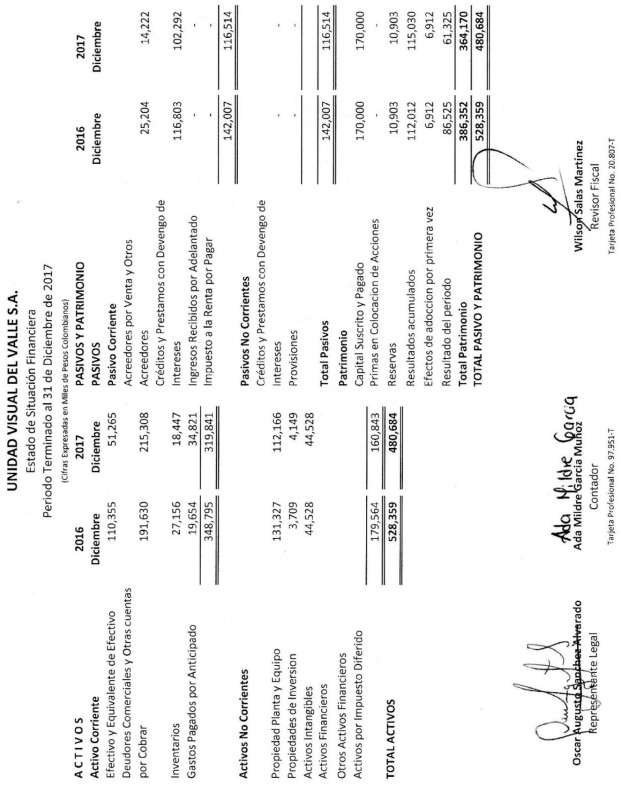 UNIDAD VISUAL DEL VALLE S.A.
Estado de Situación Financiera
Periodo Terminado al 31 de Diciembre de 2017
(Cifras Expresadas en Miles de Pesos Colombianos)
A C T I V O S 2016 2017
Activo Corriente Diciembre Diciembre
Efectivo y Equivalente de Efectivo 110,355 51,265
Deudores Comerciales y Otras cuentas
por Cobrar 191,630 215,308
Inventarios 27,156 18,447
Gastos Pagados por Anticipado 19,654 34,821
348,795 319,841
Activos No Corrientes
Propiedad Planta y Equipo 131,327 112,166
Propiedades de Inversion 3,709 4,149
Activos Intangibles 44,528 44,528
Activos Financieros
Otros Activos Financieros
Activos por Impuesto Diferido
179,564 160,843
TOTAL ACTIVOS 528,359 480,684
PASIVOS Y PATRIMONIO 2016 2017
PASIVOS Diciembre Diciembre
Pasivo Corriente
Acreedores por Venta y Otros
Acreedores 25,204 14,222
Créditos y Prestamos con Devengo de
Intereses 116,803 102,292
Ingresos Recibidos por Adelantado - -
Impuesto a la Renta por Pagar - -
142,007 116,514
Pasivos No Corrientes
Créditos y Prestamos con Devengo de
Intereses - -
Provisiones - -
Total Pasivos 142,007 116,514
Patrimonio
Capital Suscrito y Pagado 170,000 170,000
Primas en Colocacion de Acciones - -
Reservas 10,903 10,903
Resultados acumulados 112,012 115,030
Efectos de adoccion por primera vez 6,912 6,912
Resultado del periodo 86,525 61,325
Total Patrimonio 386,352 364,170
TOTAL PASIVO Y PATRIMONIO 528,359 480,684
Oscar Augusto Sanchez Alvarado
Representante Legal
Ada Mildre Garcia
Ada Mildre Garcia Muñoz
Contador
Tarjeta Profesional No. 97.951-T
Wilson Salas Martínez
Revisor Fiscal
Tarjeta Profesional No. 20.807-T